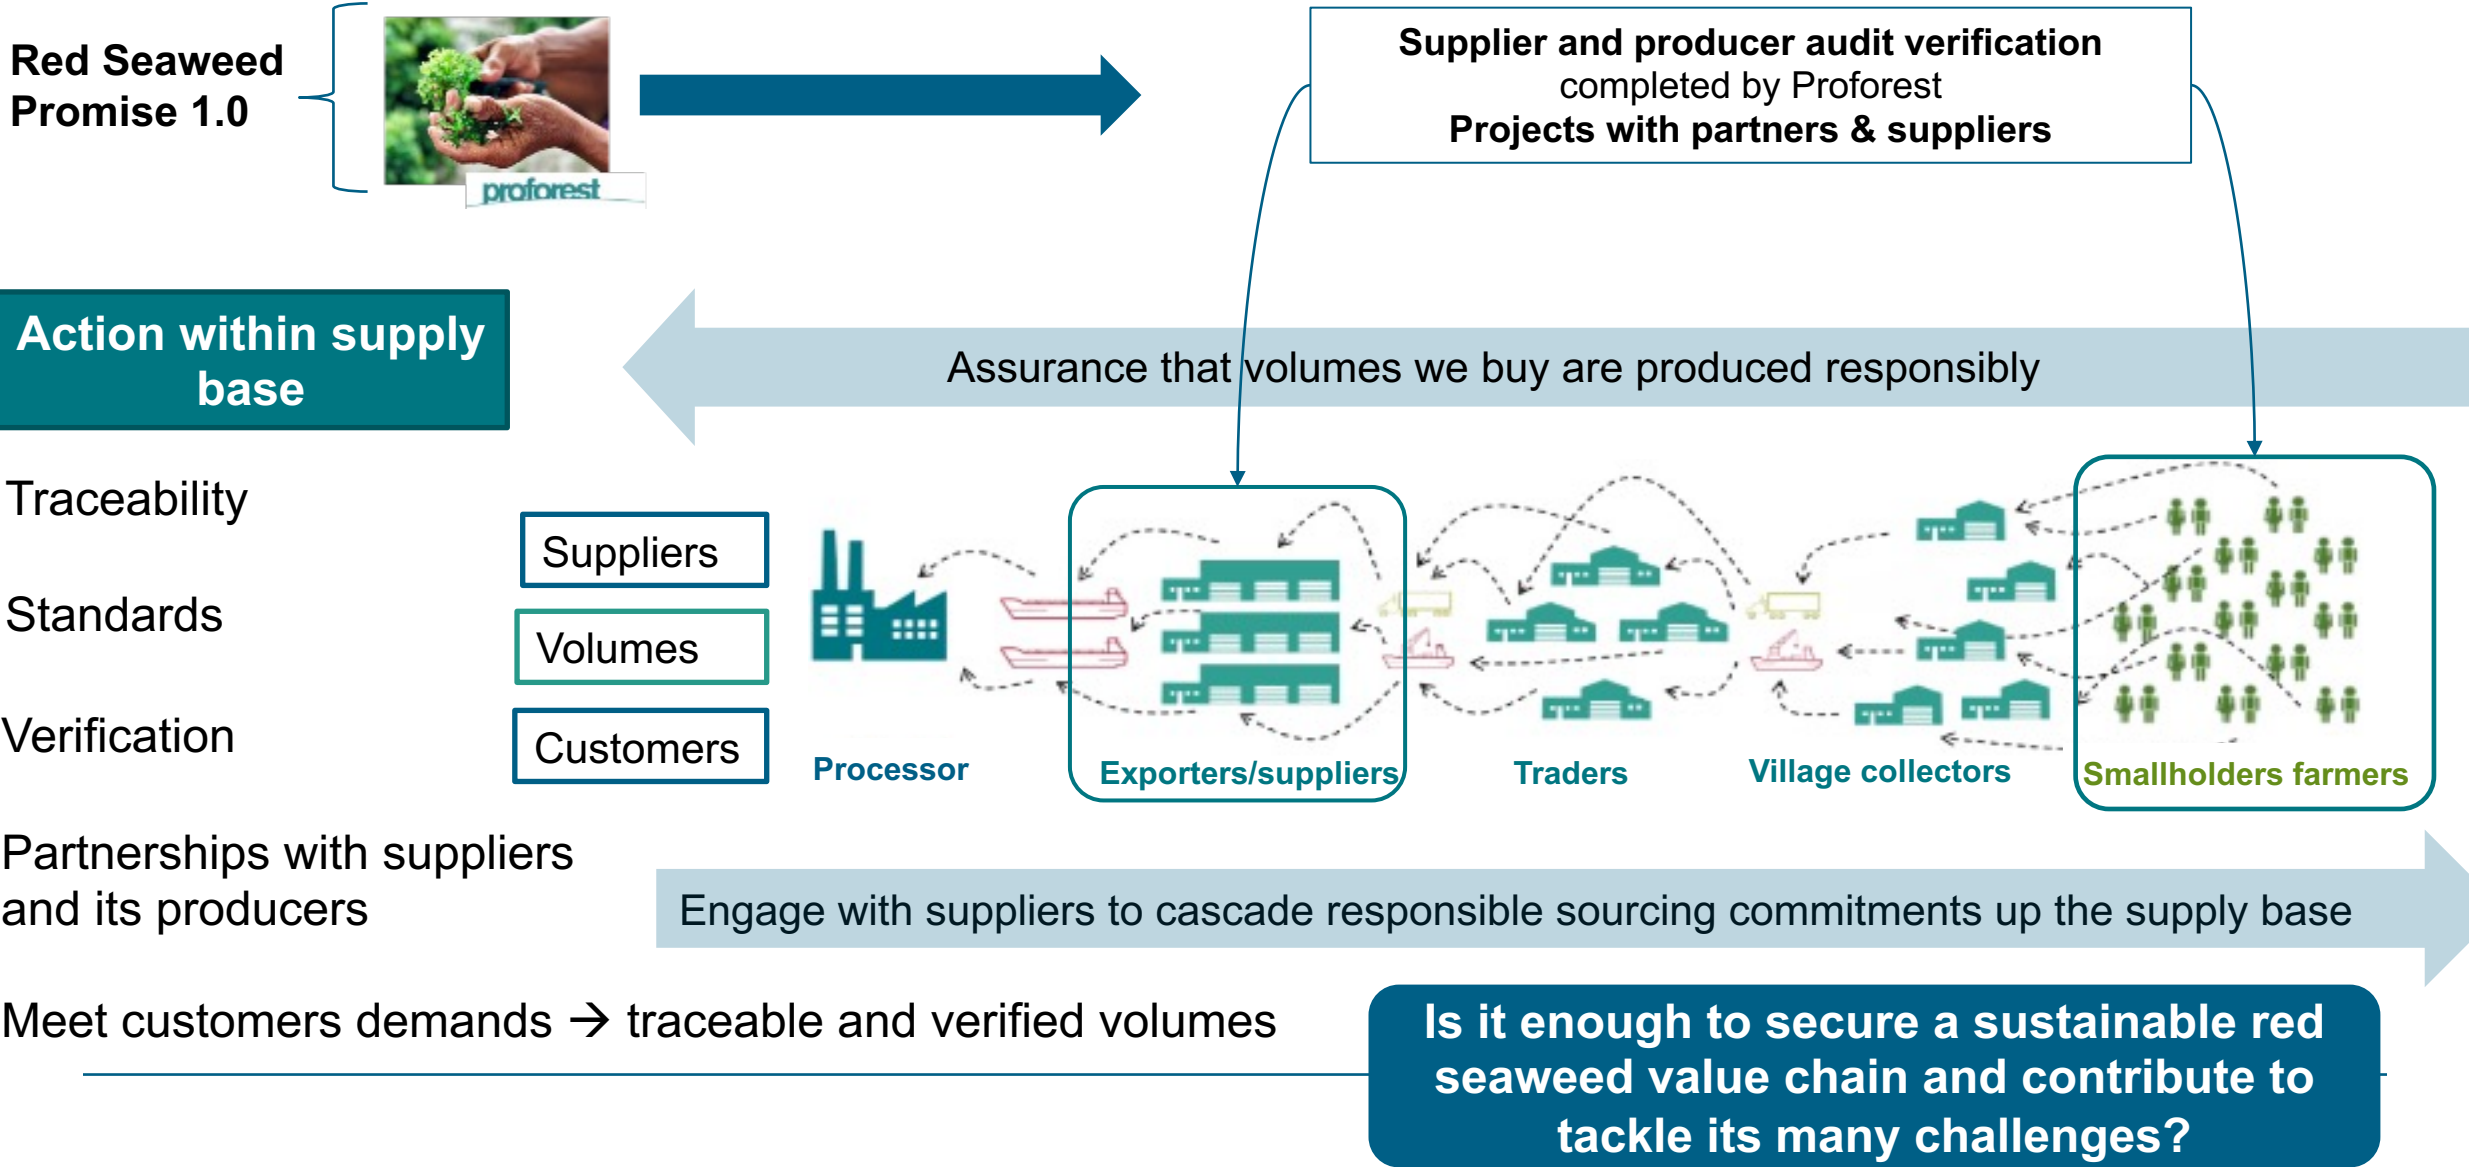 Red Seaweed
Promise 1.0
proforest
Supplier and producer audit verification
completed by Proforest
Projects with partners & suppliers
Action within supply
base
Assurance that volumes we buy are produced responsibly
Traceability
Standards
Verification
Suppliers
Volumes
Customers
Processor
Exporters/suppliers
Traders
Village collectors
Smallholders farmers
Partnerships with suppliers
and its producers
Engage with suppliers to cascade responsible sourcing commitments up the supply base
Meet customers demands → traceable and verified volumes
Is it enough to secure a sustainable red
seaweed value chain and contribute to
tackle its many challenges?